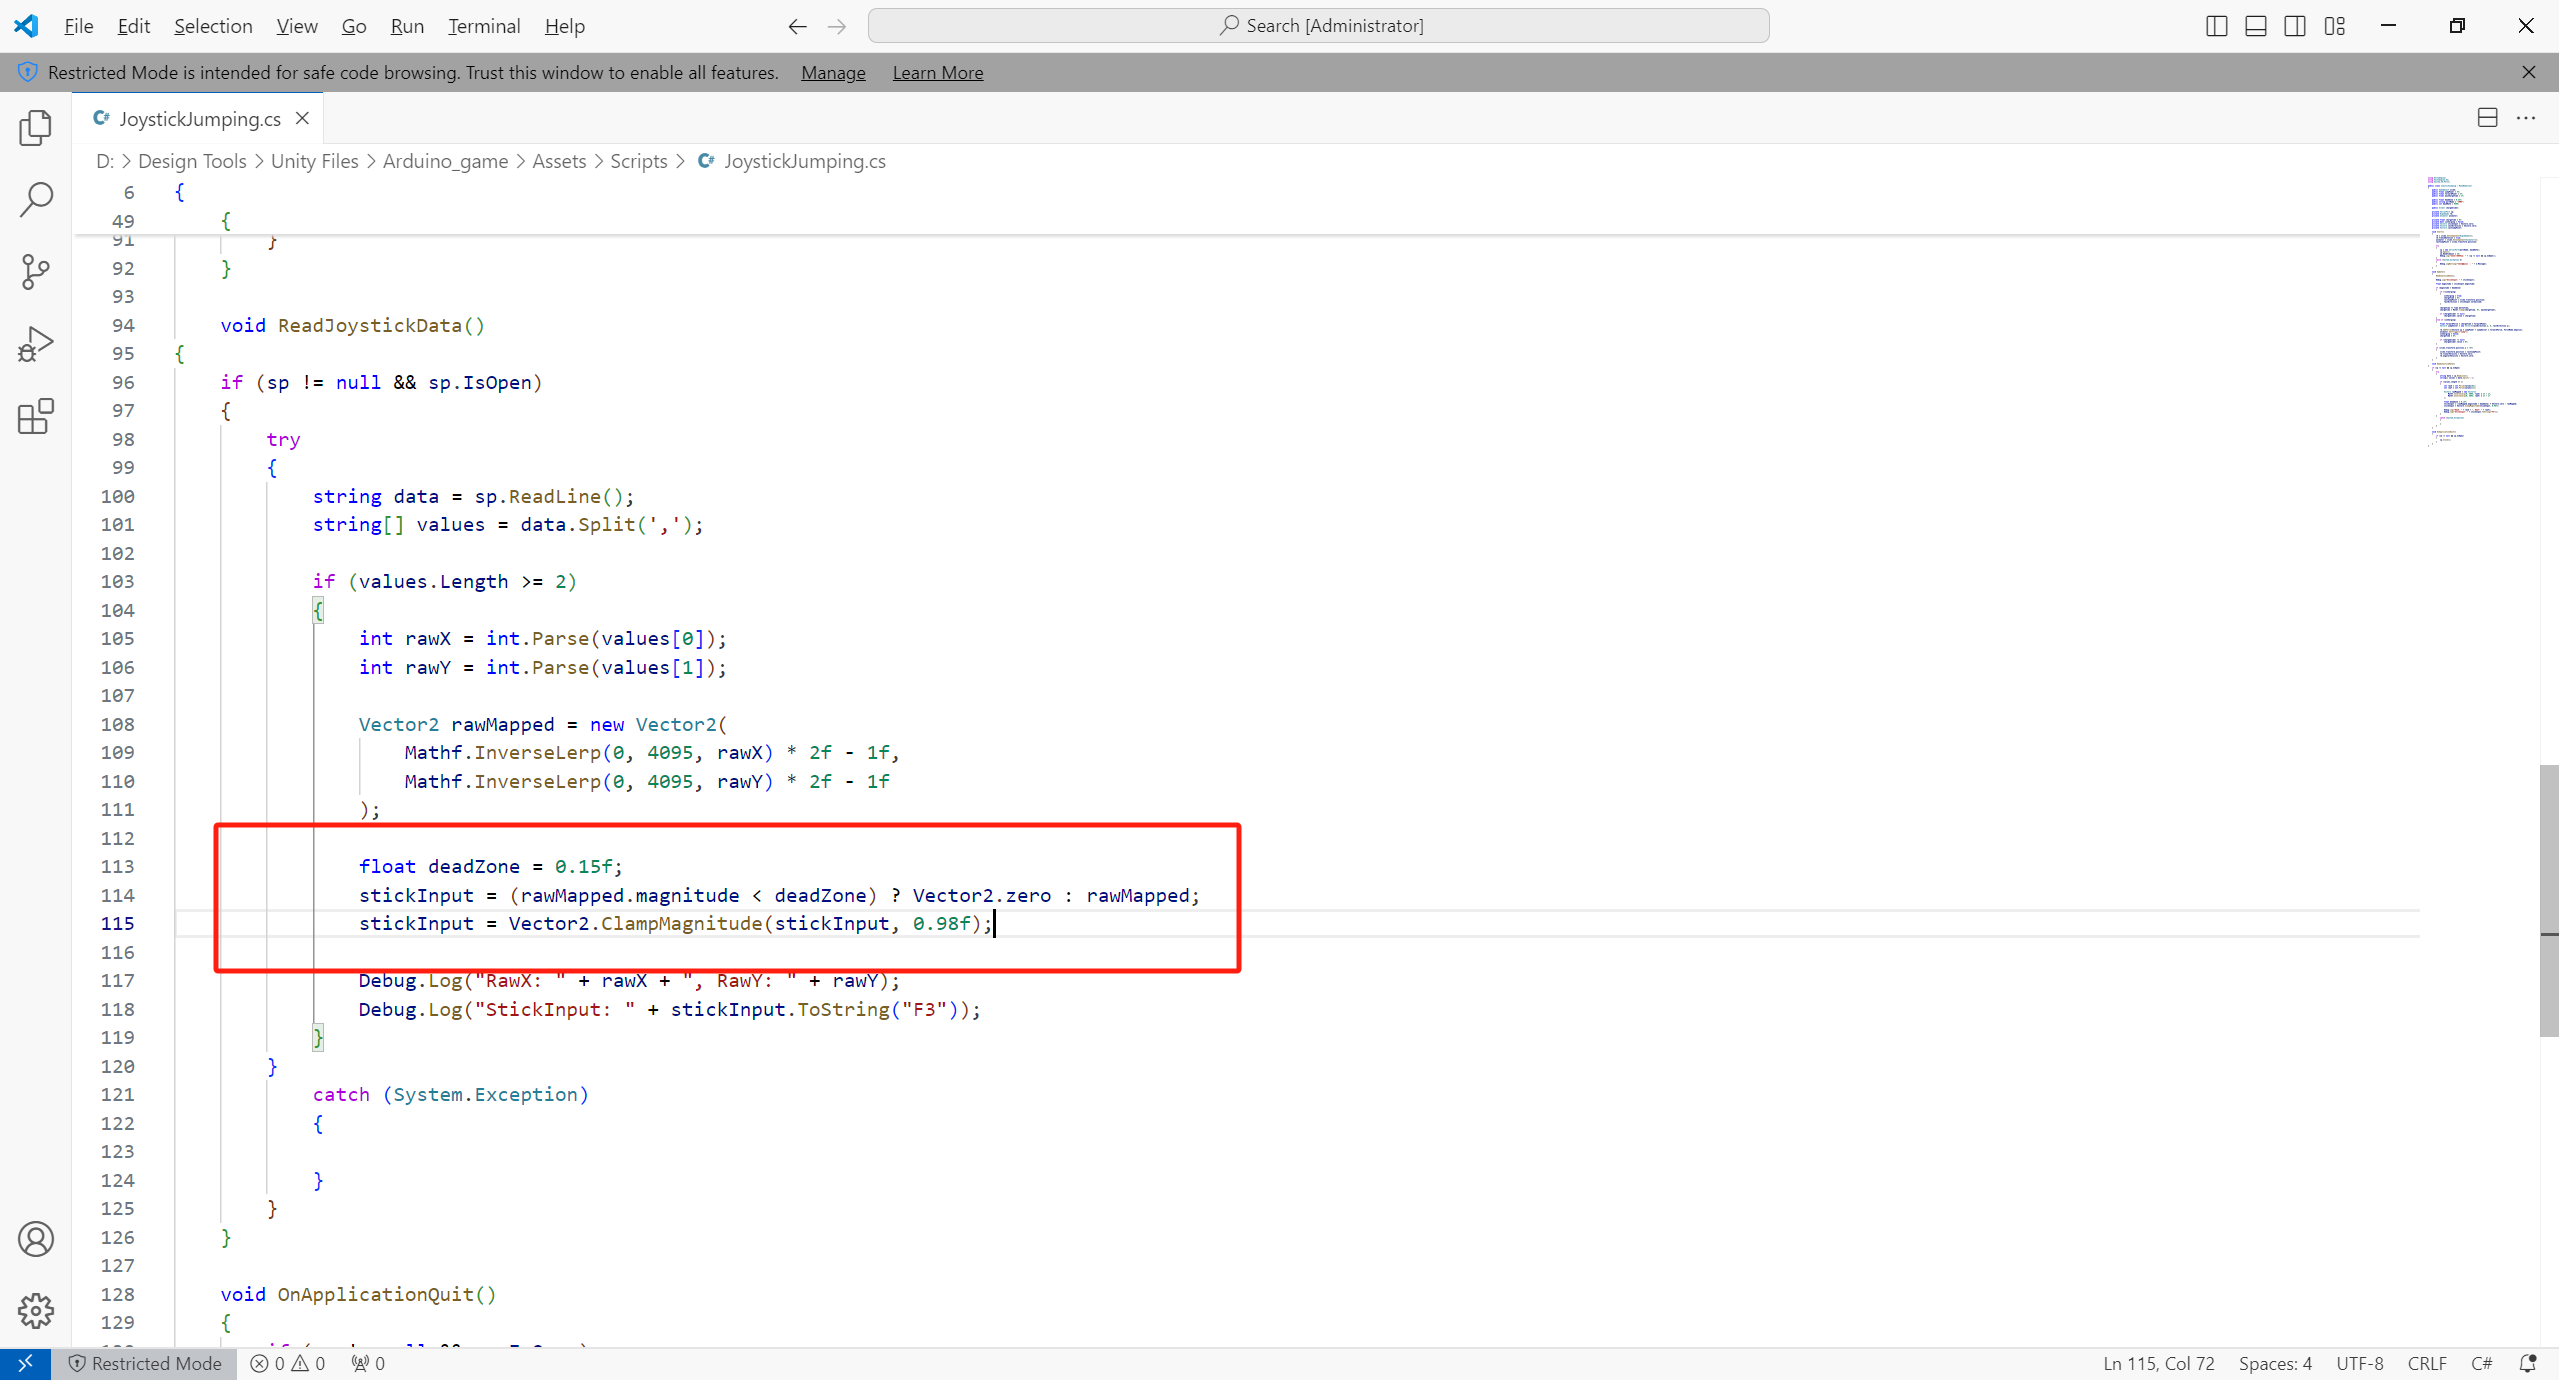 File Edit Selection View Go Run Terminal Help Search [Administrator]
Restricted Mode is intended for safe code browsing. Trust this window to enable all features. Manage Learn More
C# JoystickJumping.cs
D: > Design Tools > Unity Files > Arduino_game > Assets > Scripts > C# JoystickJumping.cs
6 {
49 {
91 }
92 }
93
94 void ReadJoystickData()
95 {
96 if (sp != null && sp.IsOpen)
97 {
98 try
99 {
100 string data = sp.ReadLine();
101 string[] values = data.Split(',');
102
103 if (values.Length >= 2)
104 {
105 int rawX = int.Parse(values[0]);
106 int rawY = int.Parse(values[1]);
107
108 Vector2 rawMapped = new Vector2(
109 Mathf.InverseLerp(0, 4095, rawX) * 2f - 1f,
110 Mathf.InverseLerp(0, 4095, rawY) * 2f - 1f
111 );
112
113 float deadZone = 0.15f;
114 stickInput = (rawMapped.magnitude < deadZone) ? Vector2.zero : rawMapped;
115 stickInput = Vector2.ClampMagnitude(stickInput, 0.98f);
116
117 Debug.Log("RawX: " + rawX + ", RawY: " + rawY);
118 Debug.Log("StickInput: " + stickInput.ToString("F3"));
119 }
120 }
121 catch (System.Exception)
122 {
123
124 }
125 }
126 }
127
128 void OnApplicationQuit()
129 {
Restricted Mode 0 0 0 Ln 115, Col 72 Spaces: 4 UTF-8 CRLF C#